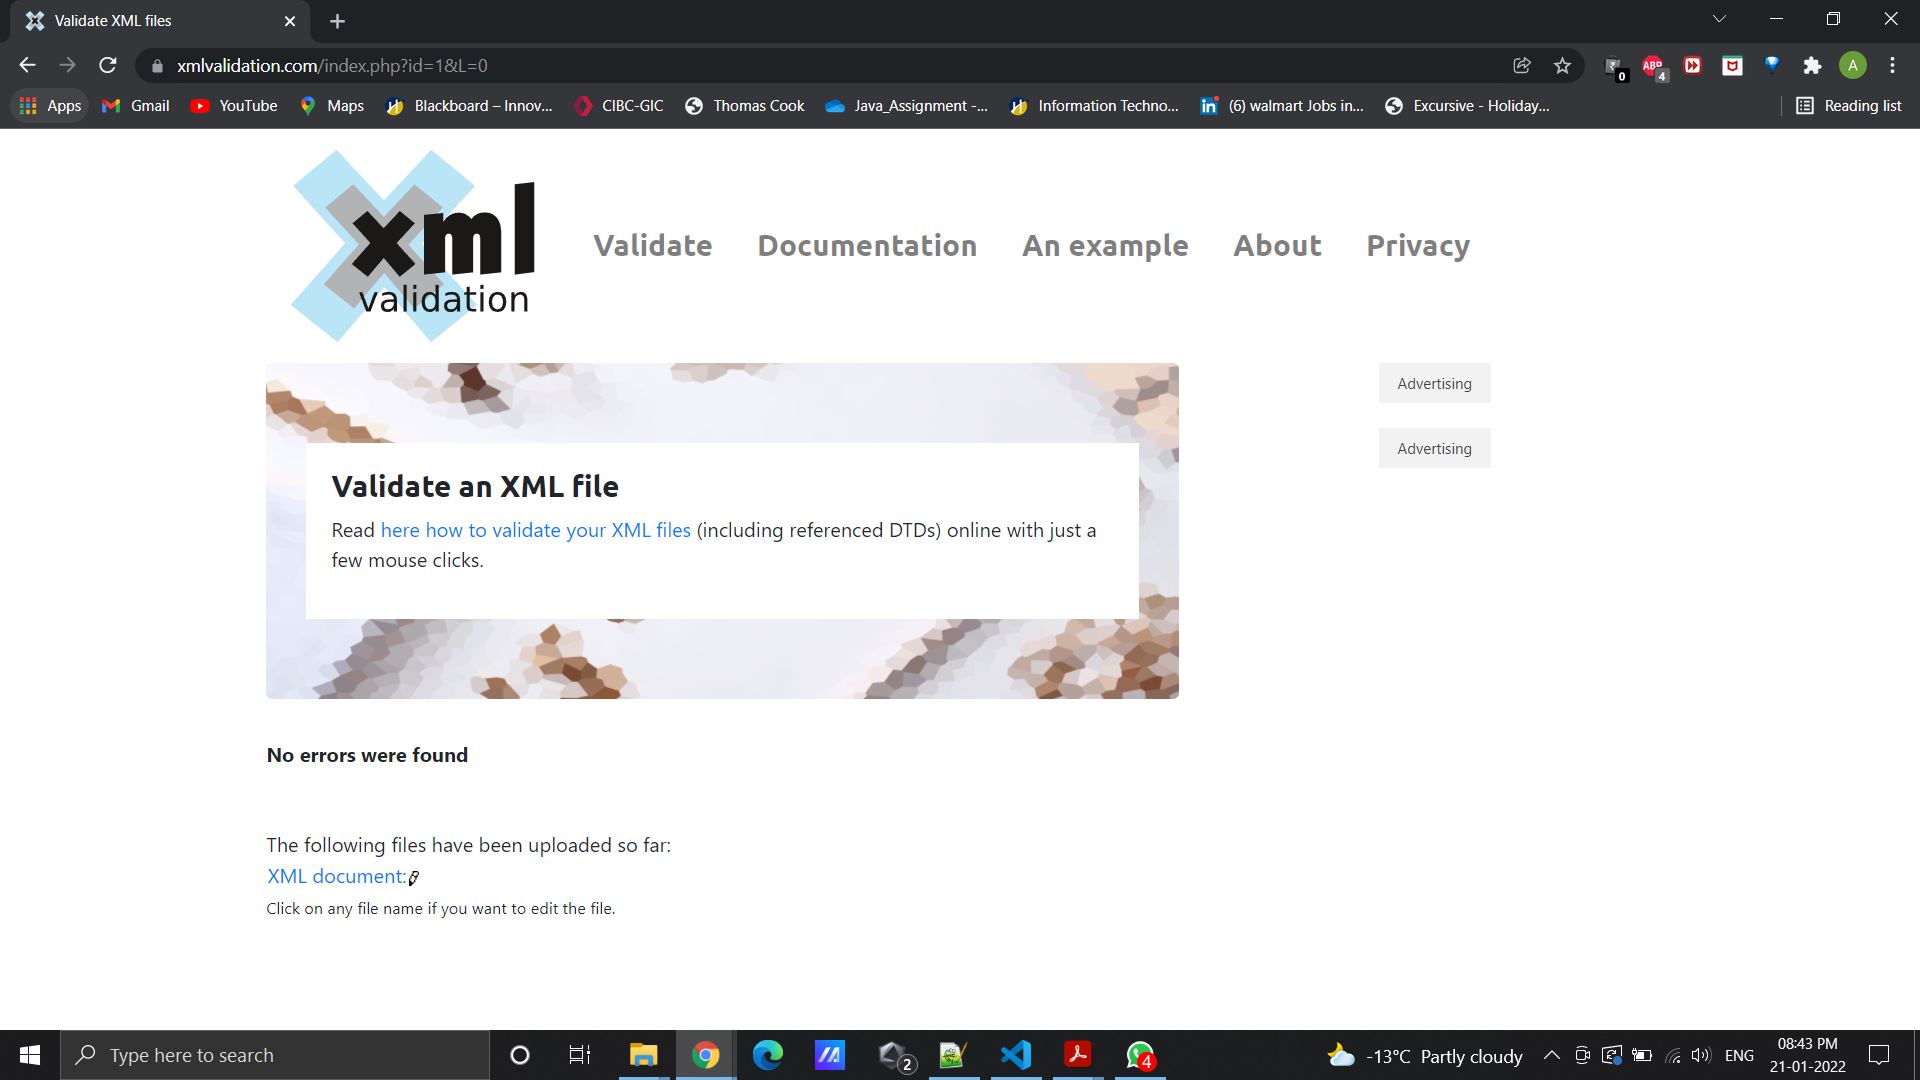 Validate XML files
xmlvalidation.com/index.php?id=1&L=0
0
ABP
4
A
Apps
Gmail
YouTube
Maps
Blackboard – Innov...
CIBC-GIC
Thomas Cook
Java_Assignment -...
Information Techno...
(6) walmart Jobs in...
Excursive - Holiday...
Reading list
xml
validation
Validate
Documentation
An example
About
Privacy
Advertising
Advertising
Validate an XML file
Read here how to validate your XML files (including referenced DTDs) online with just a
few mouse clicks.
No errors were found
The following files have been uploaded so far:
XML document:
Click on any file name if you want to edit the file.
Type here to search
2
4
-13°C Partly cloudy
ENG
08:43 PM
21-01-2022